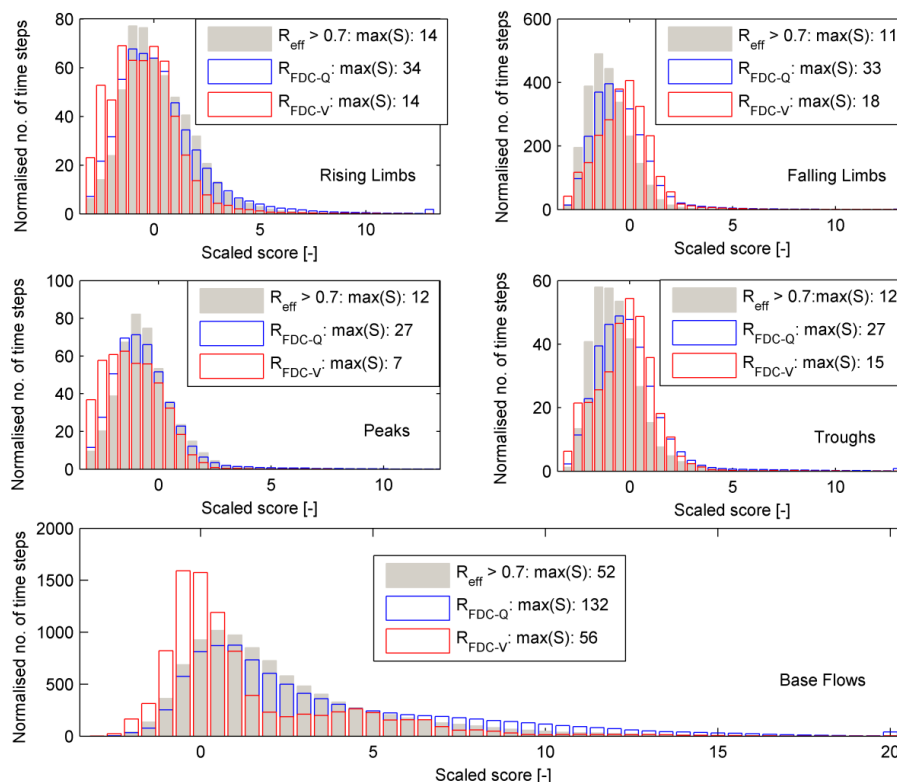 Normalised no. of time steps
80
60
40
20
0
R_eff > 0.7: max(S): 14
R_FDC-Q: max(S): 34
R_FDC-V: max(S): 14
Rising Limbs
0 5 10
Scaled score [-]
Normalised no. of time steps
600
400
200
0
R_eff > 0.7: max(S): 11
R_FDC-Q: max(S): 33
R_FDC-V: max(S): 18
Falling Limbs
0 5 10
Scaled score [-]
Normalised no. of time steps
100
80
60
40
20
0
R_eff > 0.7: max(S): 12
R_FDC-Q: max(S): 27
R_FDC-V: max(S): 7
Peaks
0 5 10
Scaled score [-]
Normalised no. of time steps
60
40
20
0
R_eff > 0.7:max(S): 12
R_FDC-Q: max(S): 27
R_FDC-V: max(S): 15
Troughs
0 5 10
Scaled score [-]
Normalised no. of time steps
2000
1500
1000
500
0
R_eff > 0.7: max(S): 52
R_FDC-Q: max(S): 132
R_FDC-V: max(S): 56
Base Flows
0 5 10 15 20
Scaled score [-]